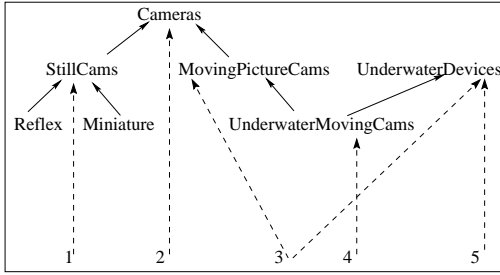 Cameras
StillCams MovingPictureCams UnderwaterDevices
Reflex Miniature UnderwaterMovingCams
1 2 3 4 5